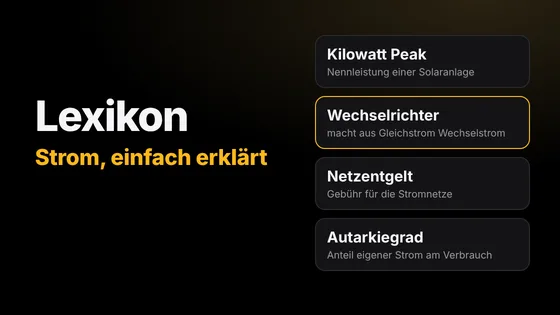 Lexikon
Strom, einfach erklärt
Kilowatt Peak
Nennleistung einer Solaranlage
Wechselrichter
macht aus Gleichstrom Wechselstrom
Netzentgelt
Gebühr für die Stromnetze
Autarkiegrad
Anteil eigener Strom am Verbrauch